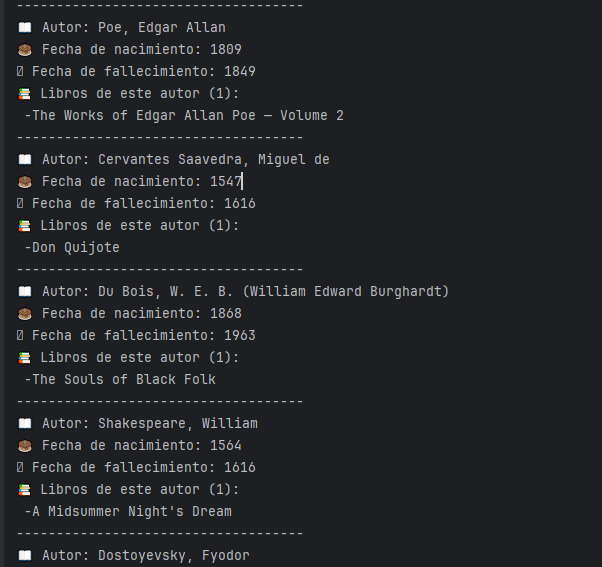 ------------------------------------
📖 Autor: Poe, Edgar Allan
🎂 Fecha de nacimiento: 1809
Fecha de fallecimiento: 1849
📚 Libros de este autor (1):
-The Works of Edgar Allan Poe — Volume 2
------------------------------------
📖 Autor: Cervantes Saavedra, Miguel de
🎂 Fecha de nacimiento: 1547
Fecha de fallecimiento: 1616
📚 Libros de este autor (1):
-Don Quijote
------------------------------------
📖 Autor: Du Bois, W. E. B. (William Edward Burghardt)
🎂 Fecha de nacimiento: 1868
Fecha de fallecimiento: 1963
📚 Libros de este autor (1):
-The Souls of Black Folk
------------------------------------
📖 Autor: Shakespeare, William
🎂 Fecha de nacimiento: 1564
Fecha de fallecimiento: 1616
📚 Libros de este autor (1):
-A Midsummer Night's Dream
------------------------------------
📖 Autor: Dostoyevsky, Fyodor